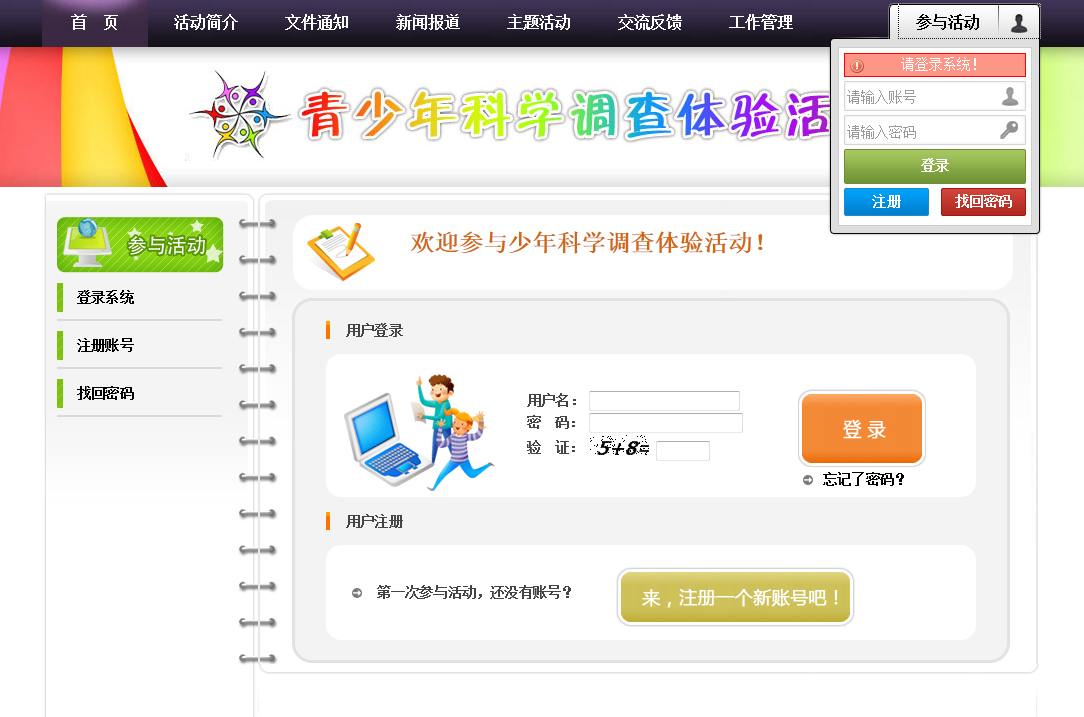 首 页 活动简介 文件通知 新闻报道 主题活动 交流反馈 工作管理 参与活动
请登录系统!
请输入账号
请输入密码
登录
注册 找回密码
青少年科学调查体验活
参与活动
登录系统
注册账号
找回密码
欢迎参与少年科学调查体验活动!
用户登录
用户名:
密 码:
验 证: 5+8=
登录
忘记了密码?
用户注册
第一次参与活动,还没有账号?
来,注册一个新账号吧!